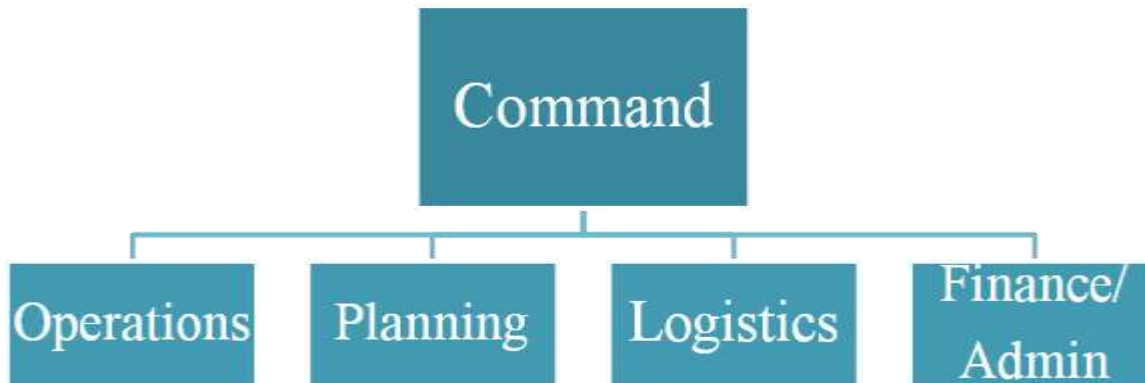 Command
Operations
Planning
Logistics
Finance/
Admin